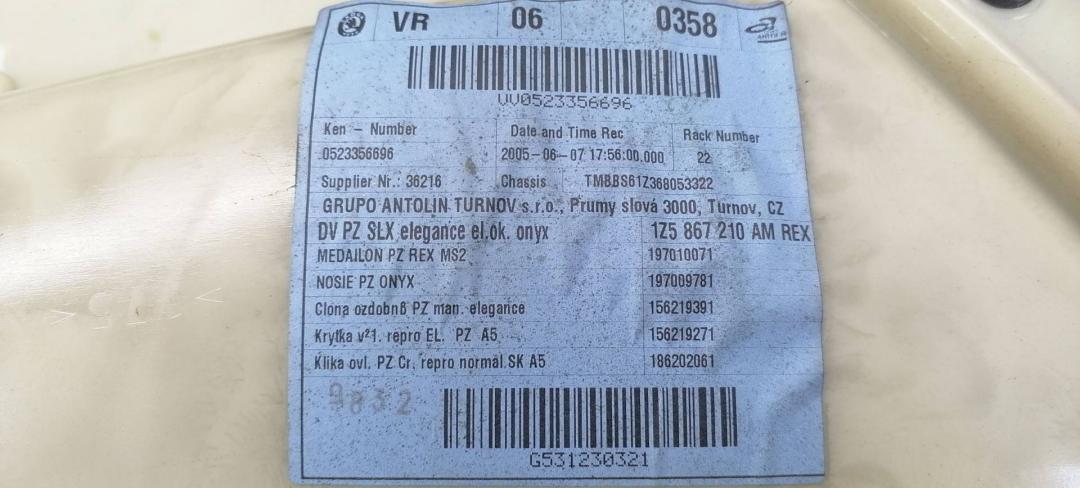 VR 06 0358
VV0523356696
Ken - Number Date and Time Rec Rack Number
0523356696 2005-06-07 17:56:00.000 22
Supplier Nr.: 36216 Chassis TMBBS61Z368053322
GRUPO ANTOLIN TURNOV s.r.o., Prumy slová 3000, Turnov, CZ
DV PZ SLX elegance el.ok. onyx 1Z5 867 210 AM REX
MEDAILON PZ REX MS2 197010071
NOSIE PZ ONYX 197009781
Clona ozdobnß PZ man. elegance 156219391
Krytka v²1. repro EL. PZ A5 156219271
Klika ovl. PZ Cr. repro normál SK A5 186202061
9832
G531230321